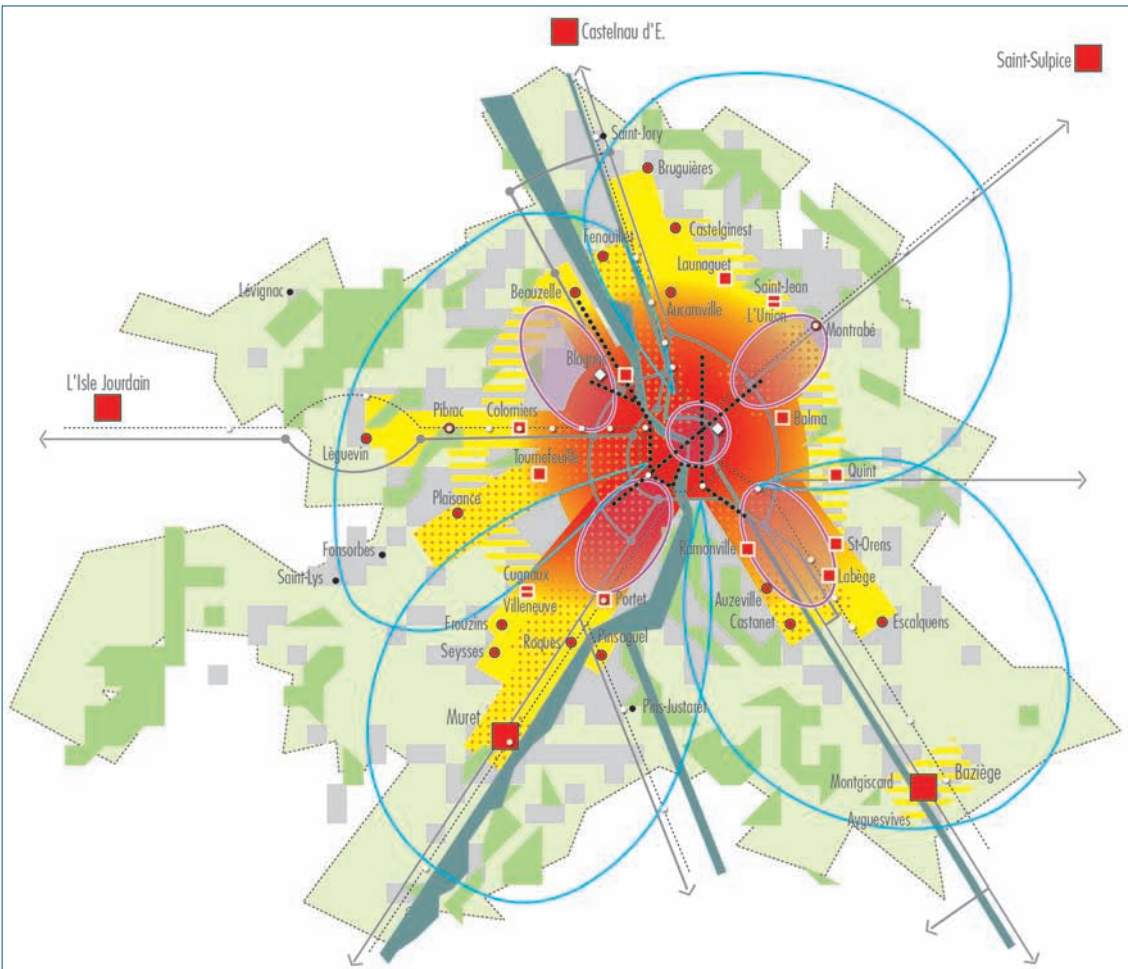 Castelnau d'E.
Saint-Sulpice
Saint-Jory
Bruguières
Castelginest
Fenouillet
Launaguet
Saint-Jean
Lévignac
Beauzelle
Aucamville
L'Union
Montrabé
Blagnac
L'Isle Jourdain
Pibrac
Colomiers
Balma
Léguevin
Tournefeuille
Quint
Plaisance
Fonsorbes
Ramonville
St-Orens
Saint-Lys
Cugnaux
Labège
Villeneuve
Portet
Auzeville
Frouzins
Castanet
Escalquens
Roques
Pinsaguel
Seysses
Pins-Justaret
Muret
Montgiscard
Baziège
Ayguesvives